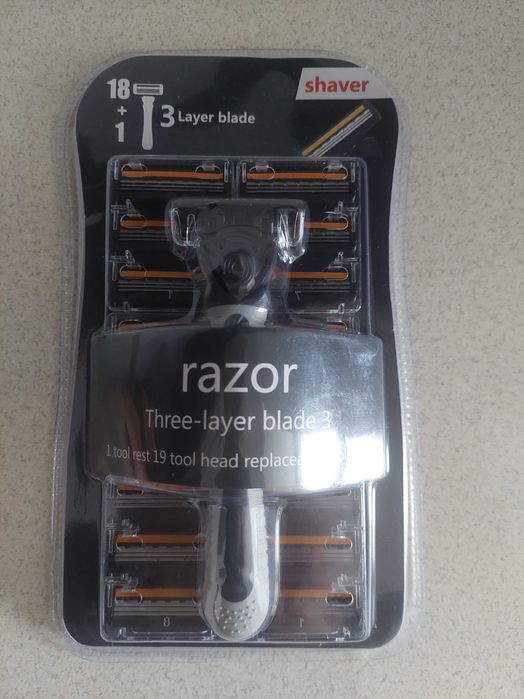 18
+
1
3 Layer blade
shaver
razor
Three-layer blade 3
1 tool rest 19 tool head
8
1